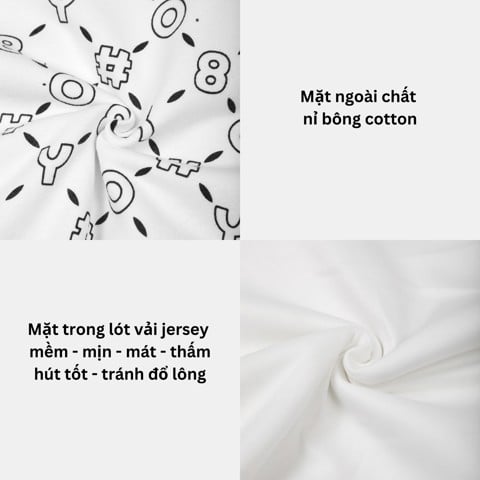 Mặt ngoài chất
nỉ bông cotton
Mặt trong lót vải jersey
mềm - mịn - mát - thấm
hút tốt - tránh đổ lông